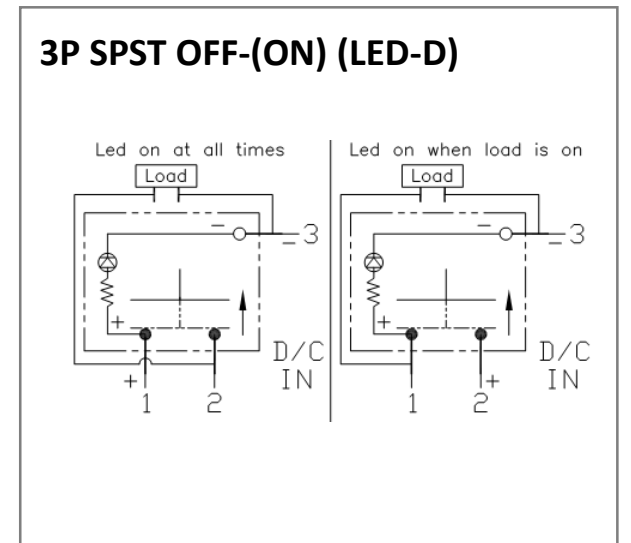 3P SPST OFF-(ON) (LED-D)
Led on at all times
Load
- 3
-
+
D/C
IN
+
1 2
Led on when load is on
Load
- 3
-
+
D/C
IN
+
1 2